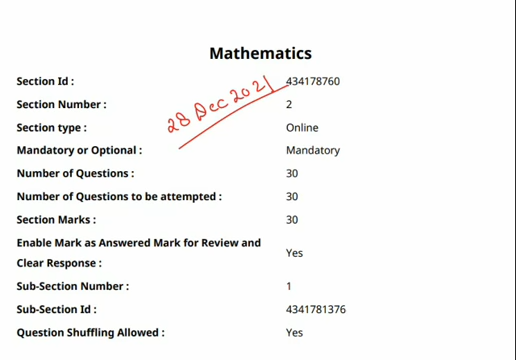 Mathematics
Section Id : 434178760
28 Dec 2021
Section Number : 2
Section type : Online
Mandatory or Optional : Mandatory
Number of Questions : 30
Number of Questions to be attempted : 30
Section Marks : 30
Enable Mark as Answered Mark for Review and
Clear Response : Yes
Sub-Section Number : 1
Sub-Section Id : 4341781376
Question Shuffling Allowed : Yes